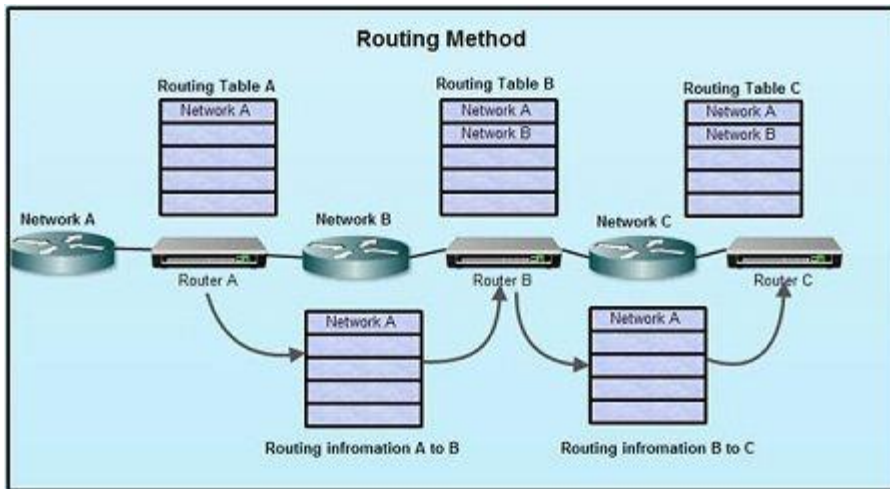 Routing Method
Routing Table A
Routing Table B
Routing Table C
Network A
Network A
Network B
Network A
Network B
Network A
Network B
Network C
Router A
Router B
Router C
Network A
Network A
Routing infromation A to B
Routing infromation B to C